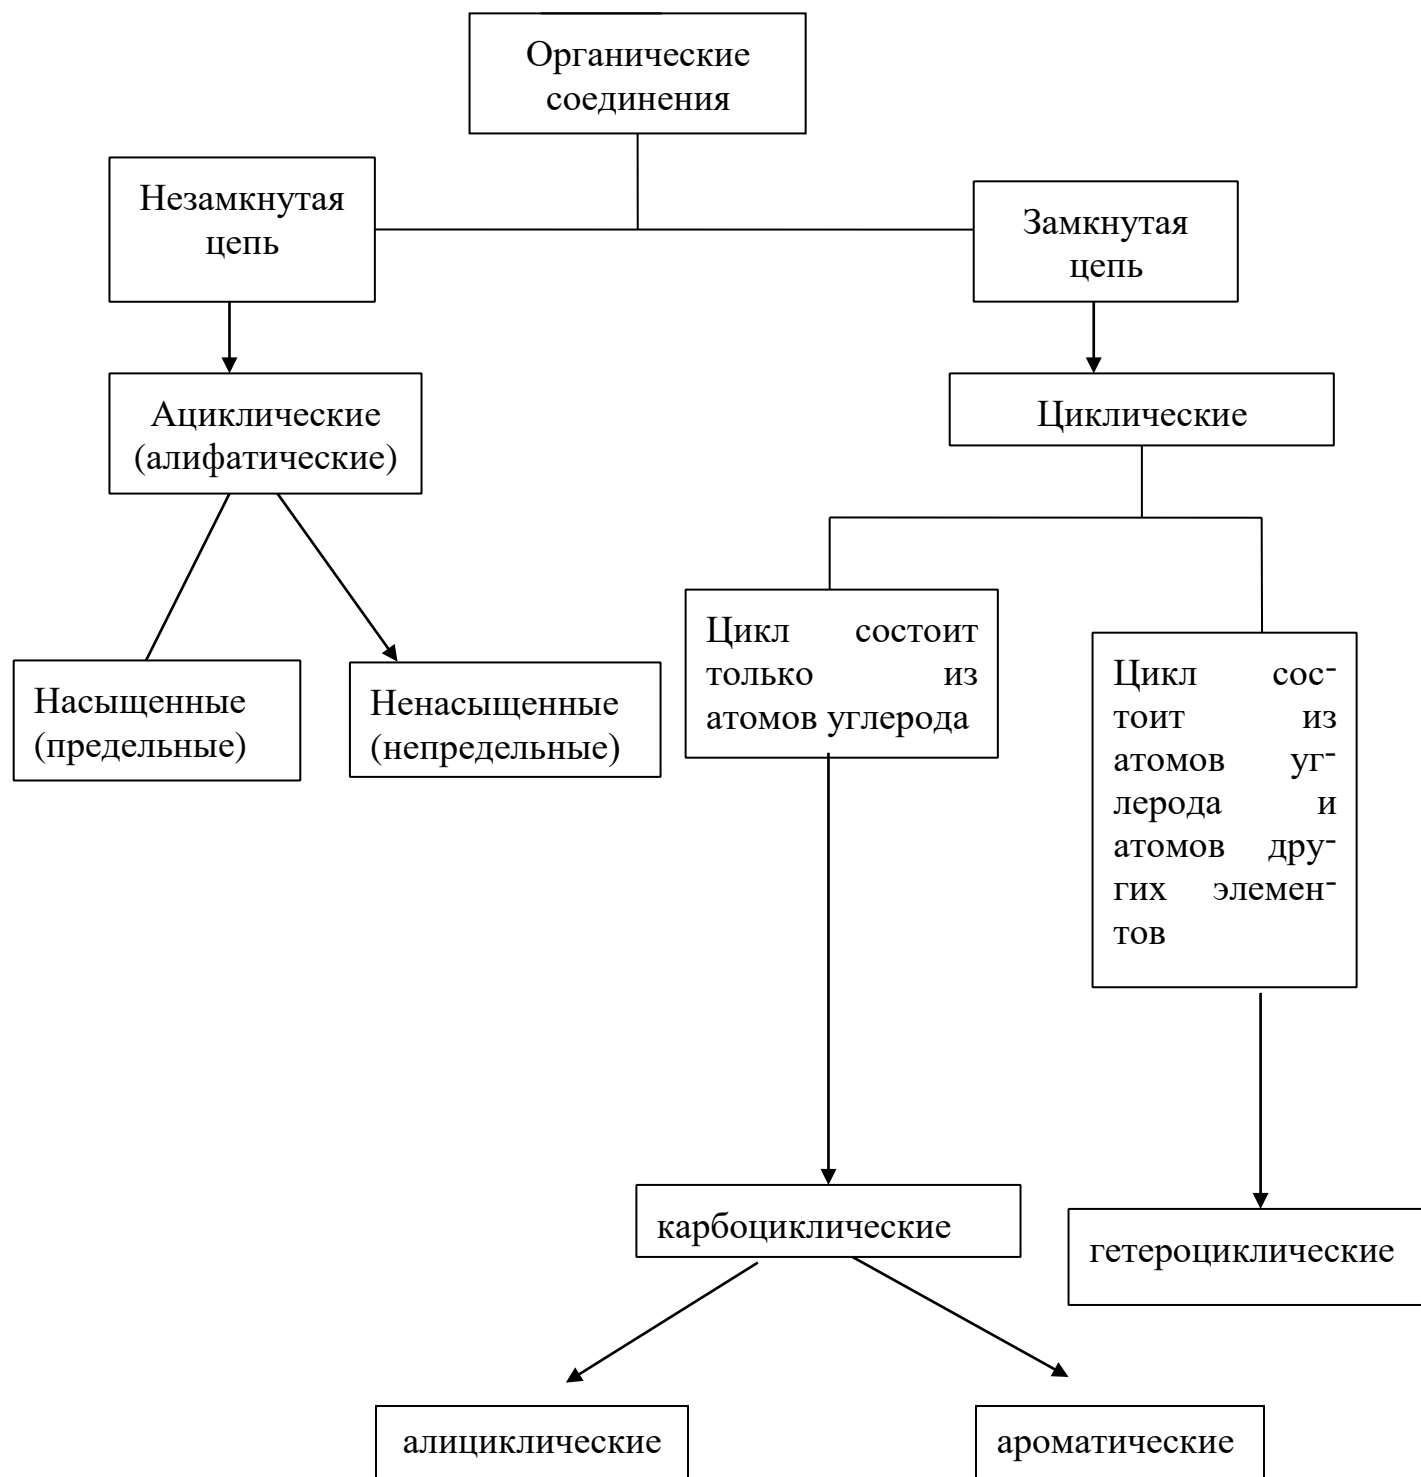 Органические
соединения
Незамкнутая
цепь
Замкнутая
цепь
Ациклические
(алифатические)
Циклические
Насыщенные
(предельные)
Ненасыщенные
(непредельные)
Цикл состоит
только из
атомов углерода
Цикл сос-
тоит из
атомов уг-
лерода и
атомов дру-
гих элемен-
тов
карбоциклические
гетероциклические
алициклические
ароматические